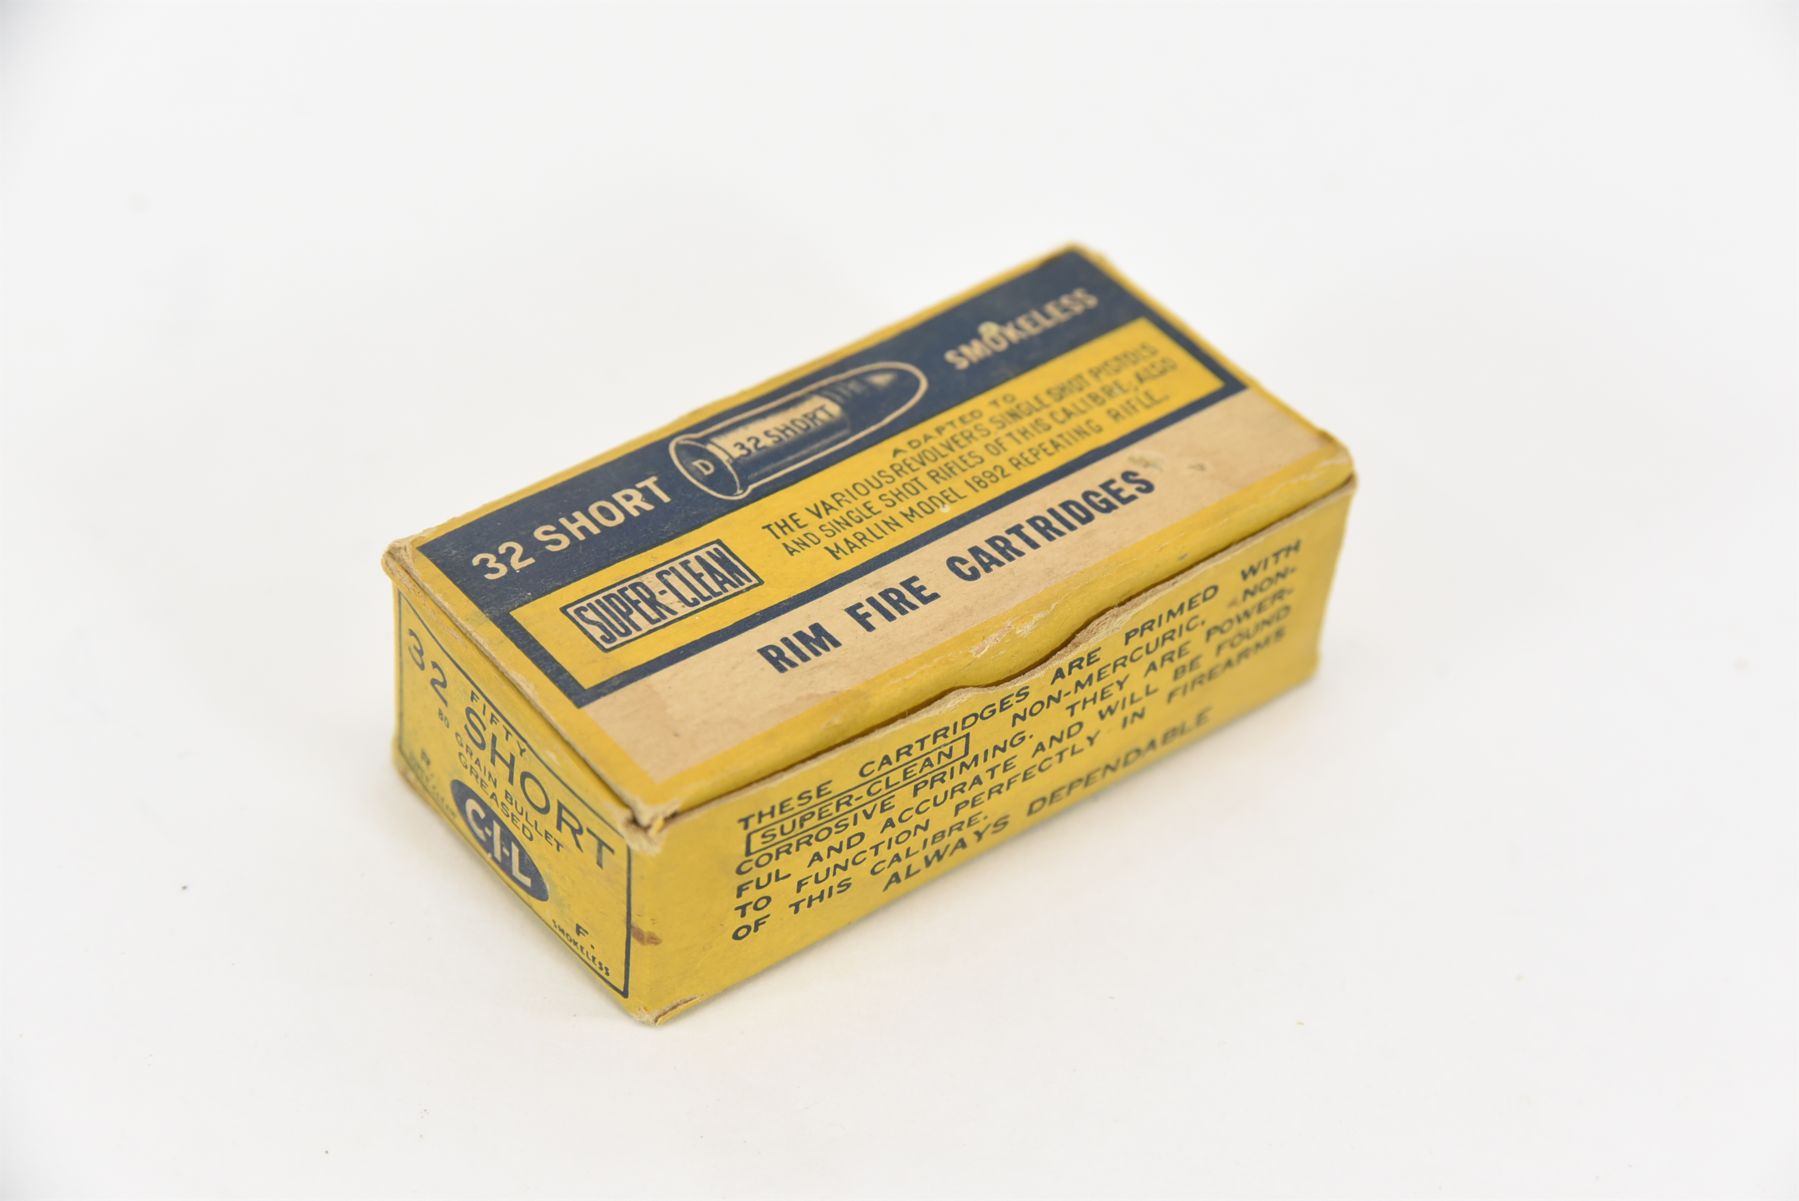 32 SHORT
D
32 SHORT
SMOKELESS
SUPER-CLEAN
ADAPTED TO
THE VARIOUS REVOLVERS, SINGLE SHOT PISTOLS
AND SINGLE SHOT RIFLES OF THIS CALIBRE, ALSO
MARLIN MODEL 1892 REPEATING RIFLE.
RIM FIRE CARTRIDGES
THESE CARTRIDGES ARE PRIMED WITH
SUPER-CLEAN NON-MERCURIC, NON-
CORROSIVE PRIMING. THEY ARE POWER-
FUL AND ACCURATE AND WILL BE FOUND
TO FUNCTION PERFECTLY IN FIREARMS
OF THIS CALIBRE.
ALWAYS DEPENDABLE
FIFTY
32 SHORT
80 GRAIN BULLET
GREASED
R. C-I-L F.
SMOKELESS